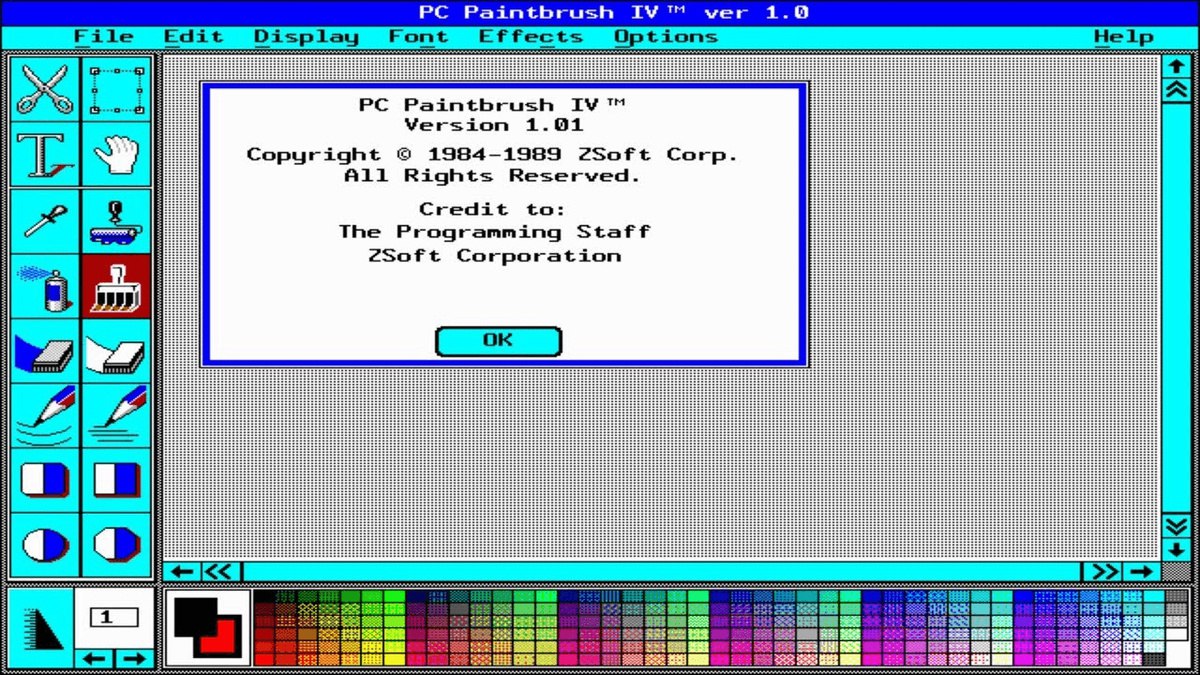 PC Paintbrush IV™ ver 1.0
File Edit Display Font Effects Options Help
PC Paintbrush IV™
Version 1.01
Copyright © 1984-1989 ZSoft Corp.
All Rights Reserved.
Credit to:
The Programming Staff
ZSoft Corporation
OK
1